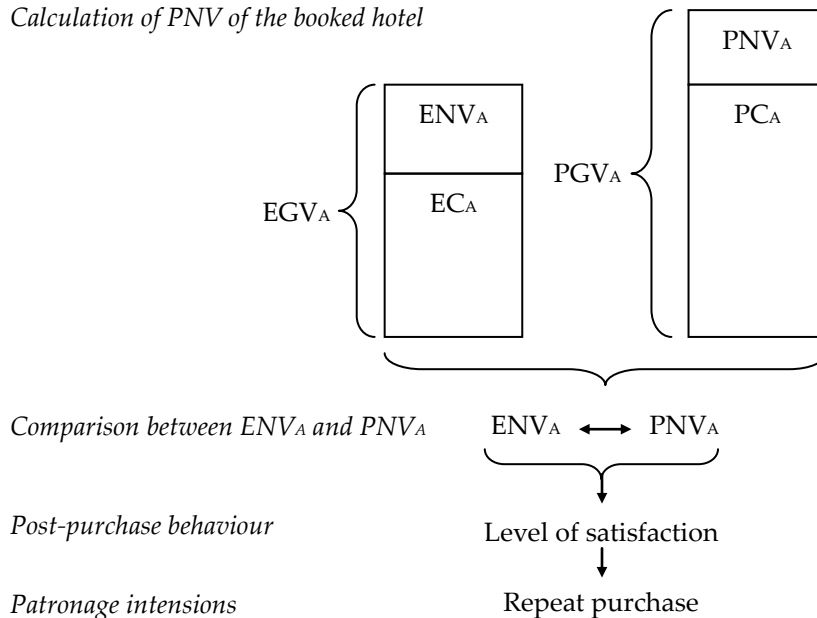 Calculation of PNV of the booked hotel
PNVA
ENVA
PCA
PGVA
EGVA
ECA
Comparison between ENVA and PNVA
ENVA
PNVA
Post-purchase behaviour
Level of satisfaction
Patronage intensions
Repeat purchase